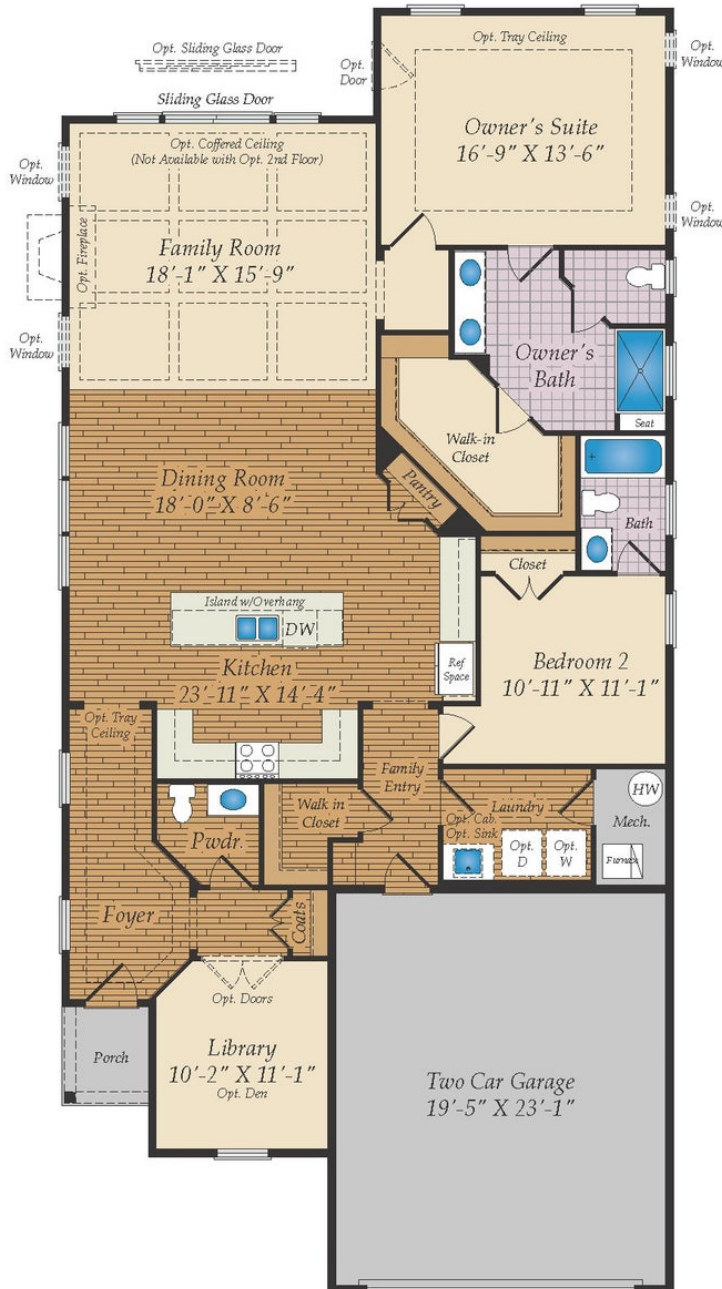 Opt. Sliding Glass Door
Opt.
Door
Opt. Tray Ceiling
Opt.
Window
Sliding Glass Door
Opt. Coffered Ceiling
(Not Available with Opt. 2nd Floor)
Owner's Suite
16'-9" X 13'-6"
Opt.
Window
Opt.
Window
Opt. Fireplace
Family Room
18'-1" X 15'-9"
Opt.
Window
Owner's
Bath
Seat
Walk-in
Closet
Pantry
Dining Room
18'-0" X 8'-6"
Bath
Closet
Island w/Overhang
DW
Kitchen
23'-11" X 14'-4"
Ref
Space
Bedroom 2
10'-11" X 11'-1"
Opt. Tray
Ceiling
Family
Entry
Walk in
Closet
Laundry
Opt. Cab.
Opt. Sink
Opt.
D
Opt.
W
HW
Mech.
Furnace
Pwdr.
Foyer
Coats
Opt. Doors
Porch
Library
10'-2" X 11'-1"
Opt. Den
Two Car Garage
19'-5" X 23'-1"